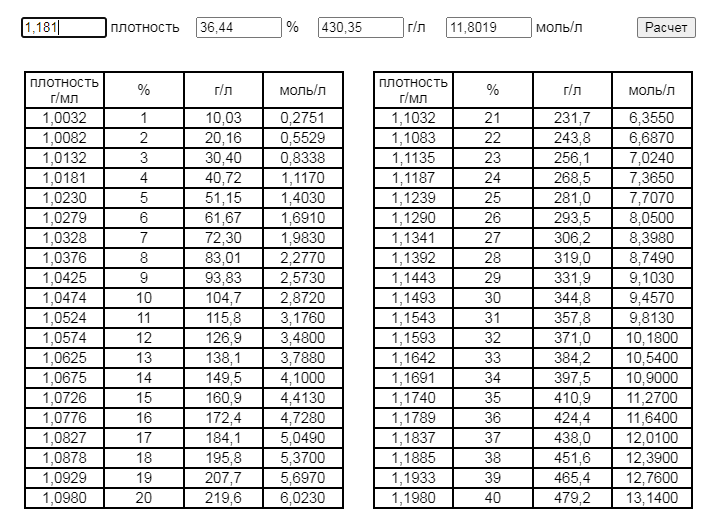 1,181 плотность 36,44 % 430,35 г/л 11,8019 моль/л Расчет
плотность г/мл % г/л моль/л плотность г/мл % г/л моль/л
1,0032 1 10,03 0,2751 1,1032 21 231,7 6,3550
1,0082 2 20,16 0,5529 1,1083 22 243,8 6,6870
1,0132 3 30,40 0,8338 1,1135 23 256,1 7,0240
1,0181 4 40,72 1,1170 1,1187 24 268,5 7,3650
1,0230 5 51,15 1,4030 1,1239 25 281,0 7,7070
1,0279 6 61,67 1,6910 1,1290 26 293,5 8,0500
1,0328 7 72,30 1,9830 1,1341 27 306,2 8,3980
1,0376 8 83,01 2,2770 1,1392 28 319,0 8,7490
1,0425 9 93,83 2,5730 1,1443 29 331,9 9,1030
1,0474 10 104,7 2,8720 1,1493 30 344,8 9,4570
1,0524 11 115,8 3,1760 1,1543 31 357,8 9,8130
1,0574 12 126,9 3,4800 1,1593 32 371,0 10,1800
1,0625 13 138,1 3,7880 1,1642 33 384,2 10,5400
1,0675 14 149,5 4,1000 1,1691 34 397,5 10,9000
1,0726 15 160,9 4,4130 1,1740 35 410,9 11,2700
1,0776 16 172,4 4,7280 1,1789 36 424,4 11,6400
1,0827 17 184,1 5,0490 1,1837 37 438,0 12,0100
1,0878 18 195,8 5,3700 1,1885 38 451,6 12,3900
1,0929 19 207,7 5,6970 1,1933 39 465,4 12,7600
1,0980 20 219,6 6,0230 1,1980 40 479,2 13,1400